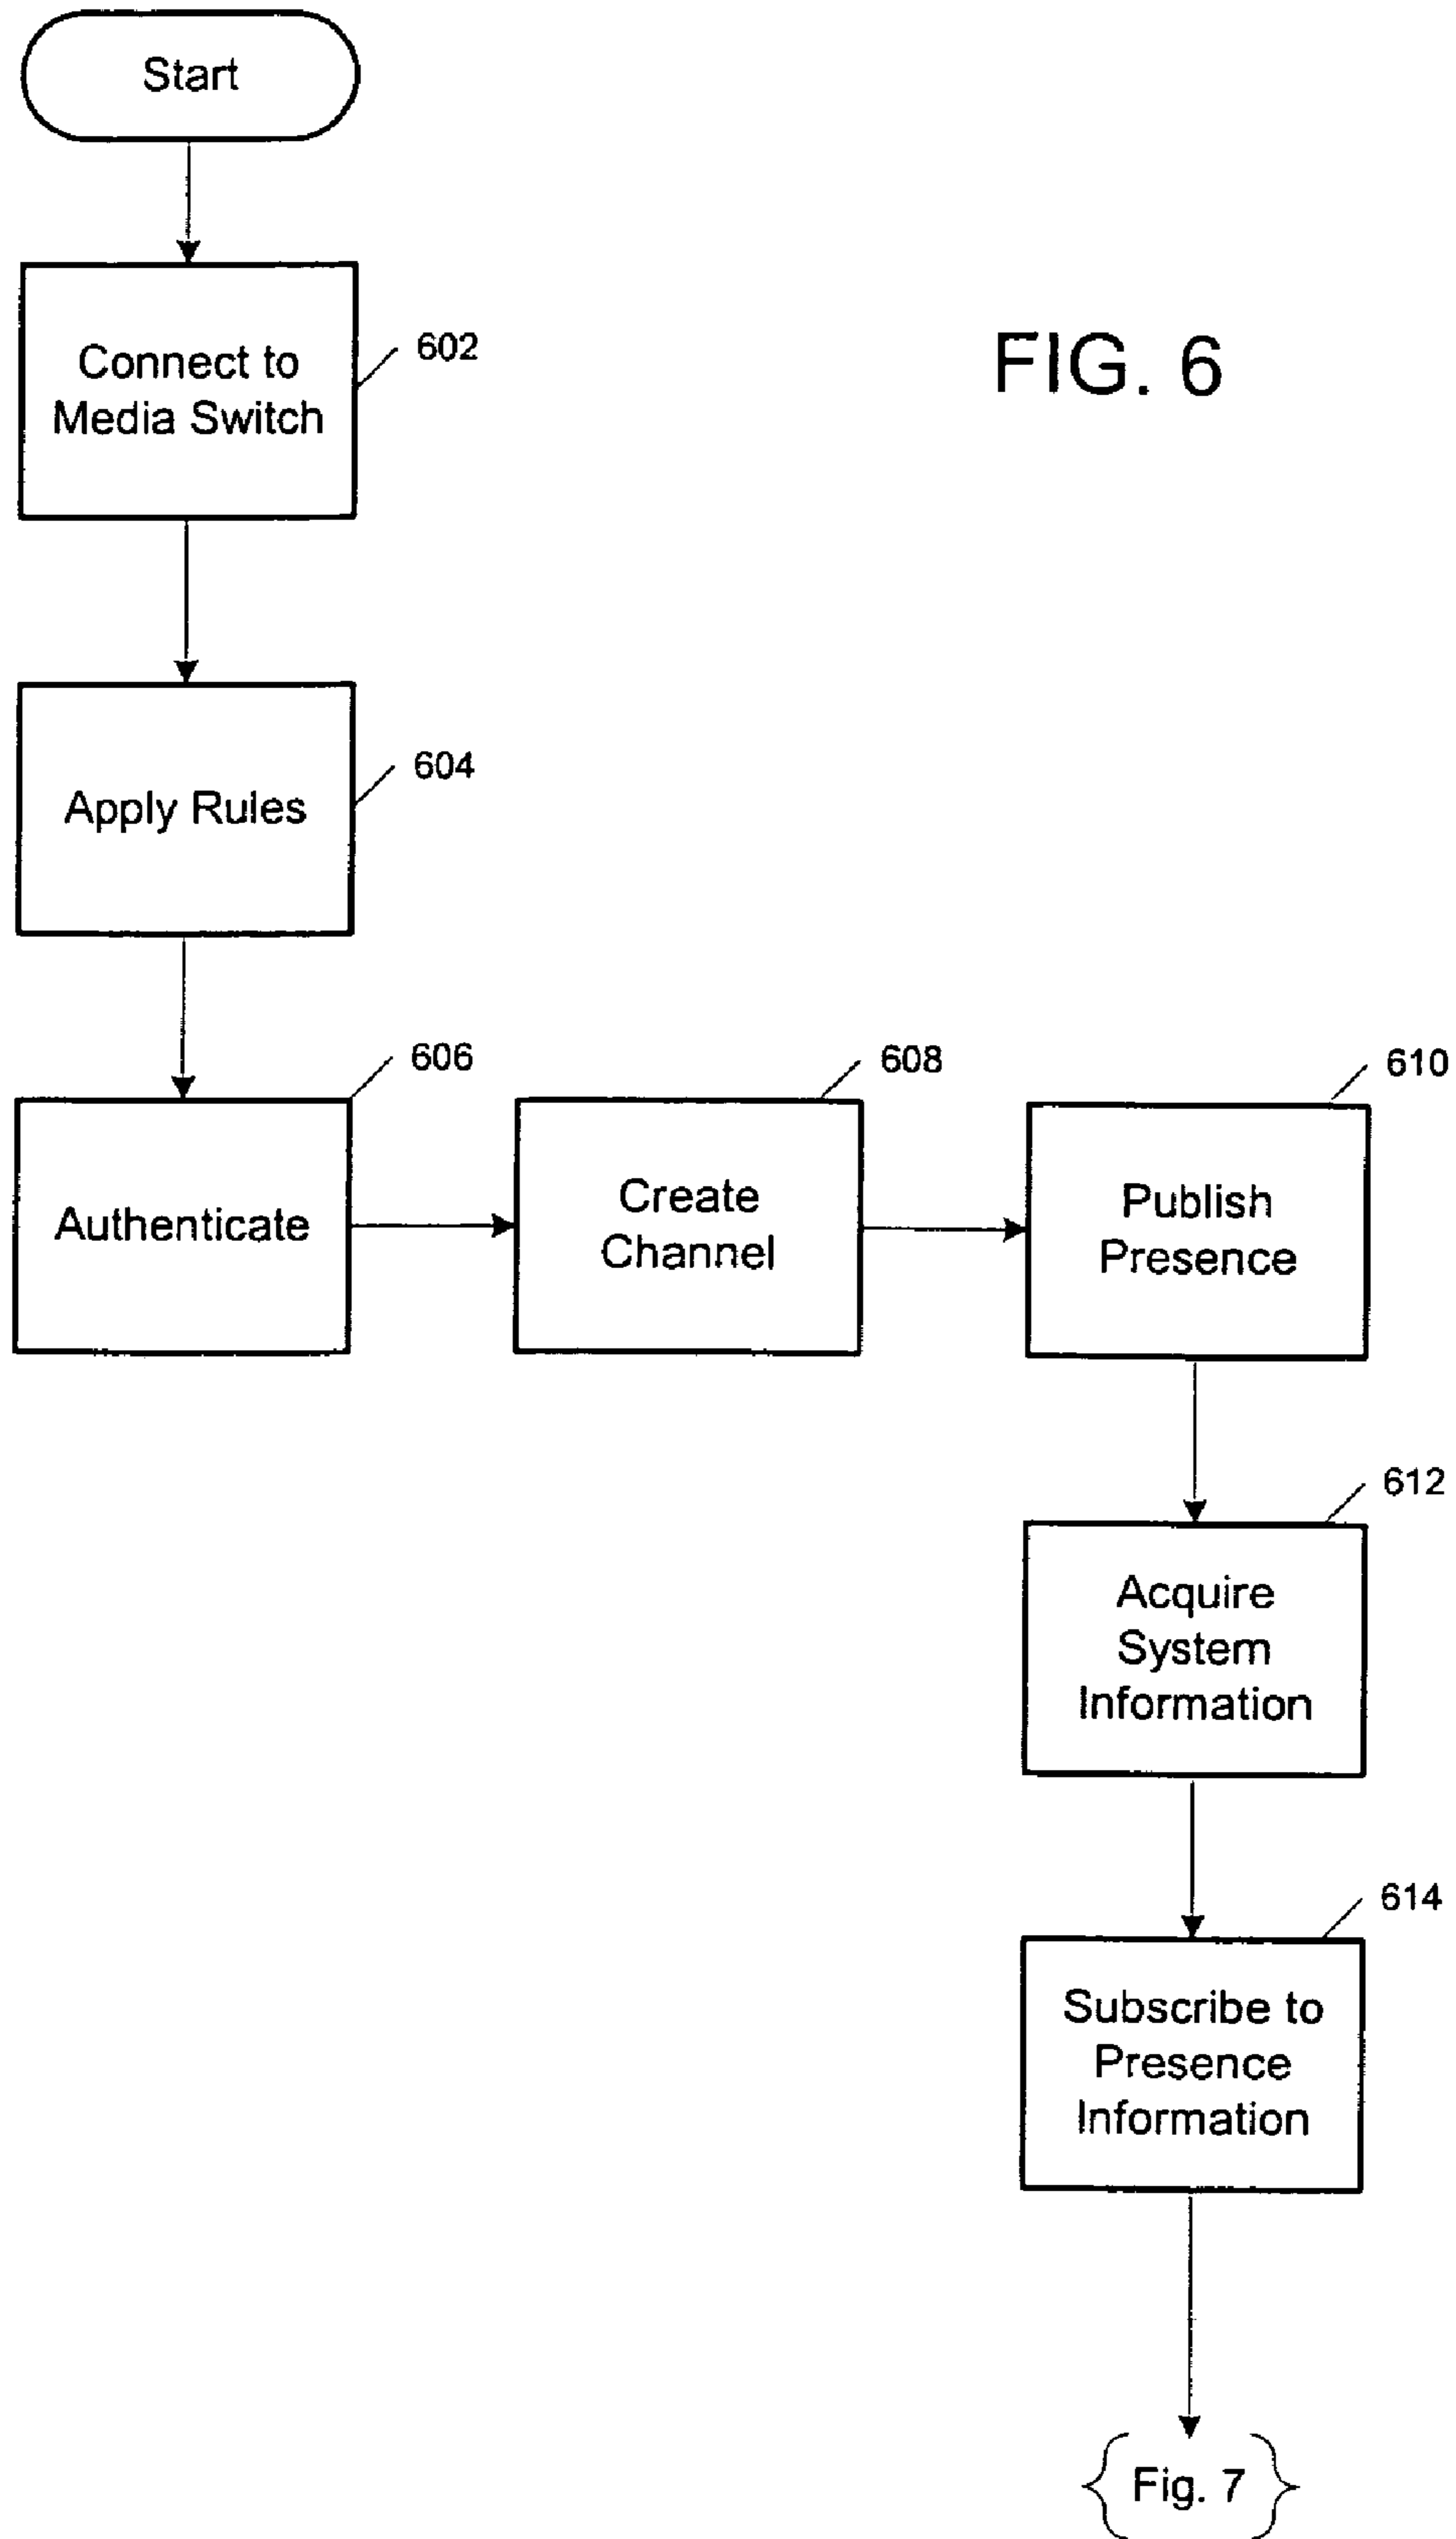 Start
FIG. 6
Connect to
Media Switch
602
Apply Rules
604
Authenticate
606
Create
Channel
608
Publish
Presence
610
Acquire
System
Information
612
Subscribe to
Presence
Information
614
{Fig. 7}